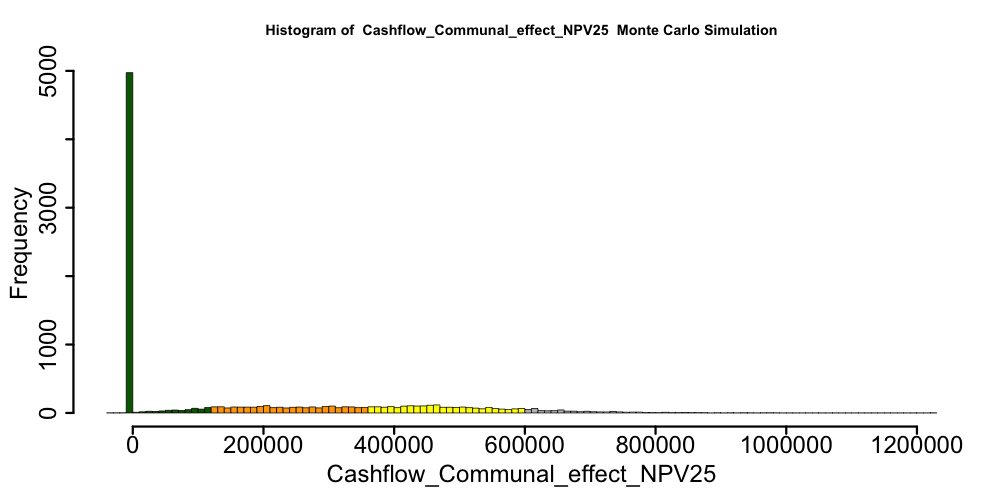 Histogram of  Cashflow_Communal_effect_NPV25  Monte Carlo Simulation
5000
3000
1000
0
Frequency
0 200000 400000 600000 800000 1000000 1200000
Cashflow_Communal_effect_NPV25